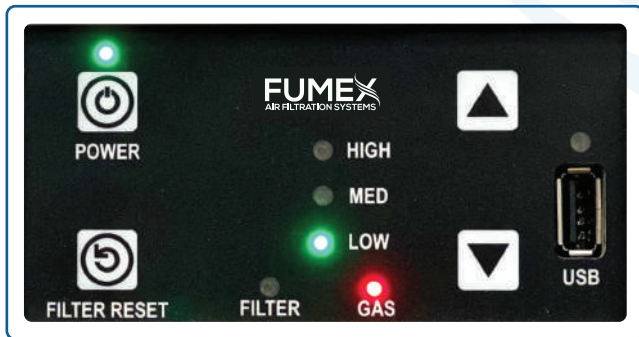 FUMEX
AIR FILTRATION SYSTEMS
POWER
HIGH
MED
LOW
FILTER RESET
FILTER
GAS
USB